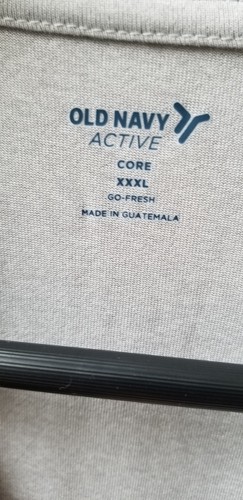 OLD NAVY
ACTIVE
CORE
XXXL
GO-FRESH
MADE IN GUATEMALA